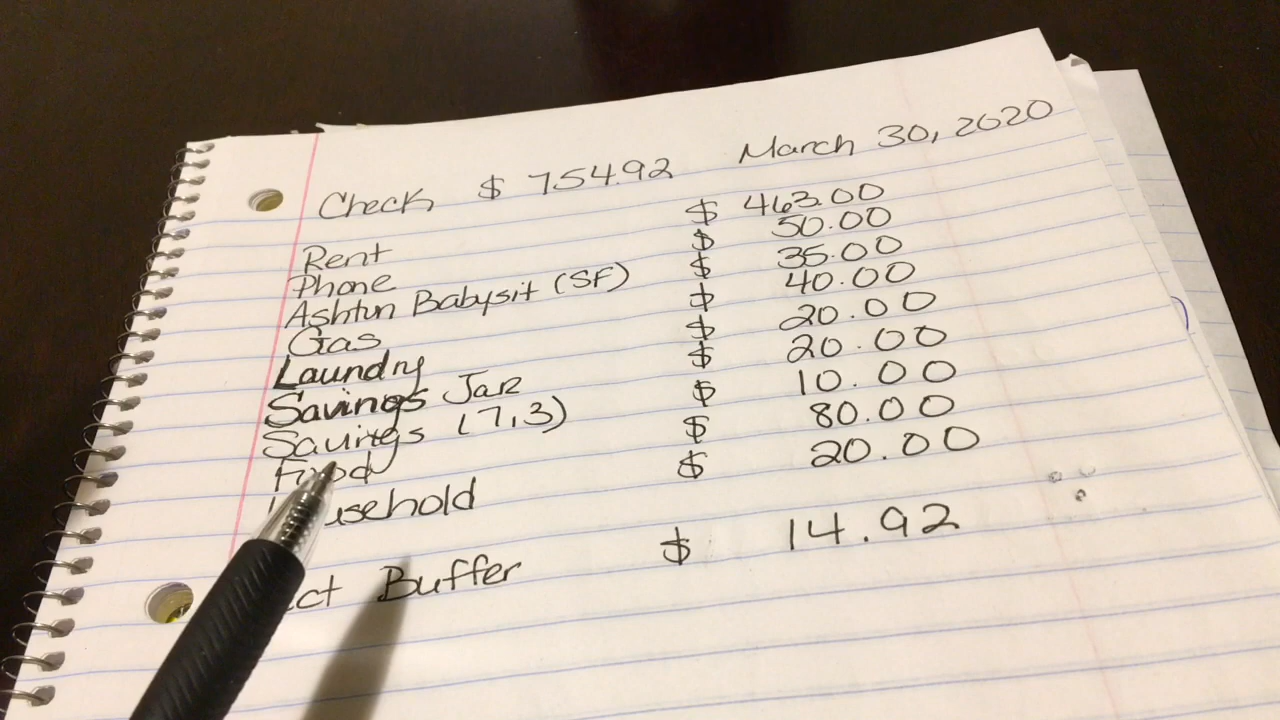 Check $ 754.92 March 30, 2020
Rent $ 463.00
Phone $ 50.00
Ashtun Babysit (SF) $ 35.00
Gas $ 40.00
Laundry $ 20.00
Savings Jar $ 20.00
Savings (7,3) $ 10.00
Food $ 80.00
usehold $ 20.00
ct Buffer $ 14.92